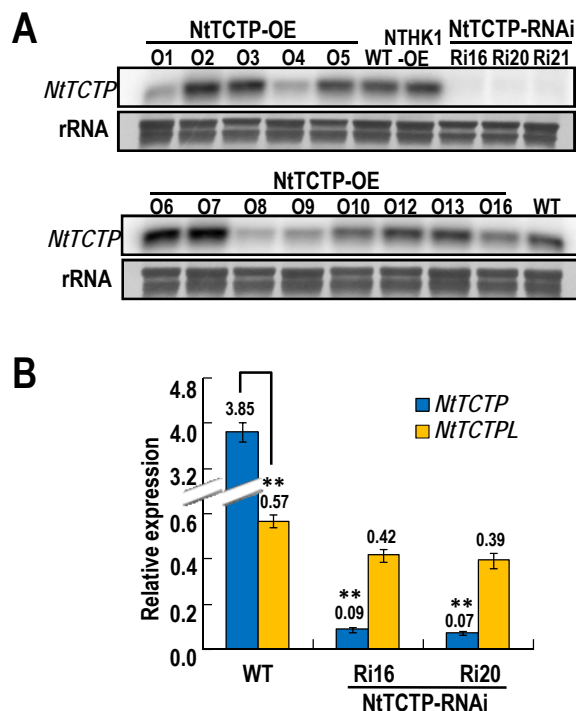 A
NtTCTP-OE NTHK1 NtTCTP-RNAi
O1 O2 O3 O4 O5 WT -OE Ri16 Ri20 Ri21
NtTCTP
rRNA
NtTCTP-OE
O6 O7 O8 O9 O10 O12 O13 O16 WT
NtTCTP
rRNA
B
Relative expression
4.8
4.0
3.2
0.6
0.4
0.2
0.0
3.85
**
0.57
0.42
**
0.09
0.39
**
0.07
NtTCTP
NtTCTPL
WT Ri16 Ri20
NtTCTP-RNAi